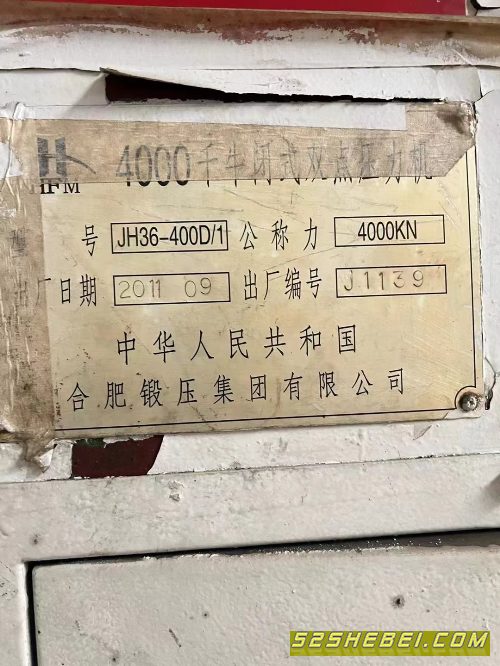 HFM
4000千牛闭式双点压力机
型 号 JH36-400D/1 公称力 4000KN
出厂日期 2011 09 出厂编号 J1139
中华人民共和国
合肥锻压集团有限公司
52SHEBEI.COM